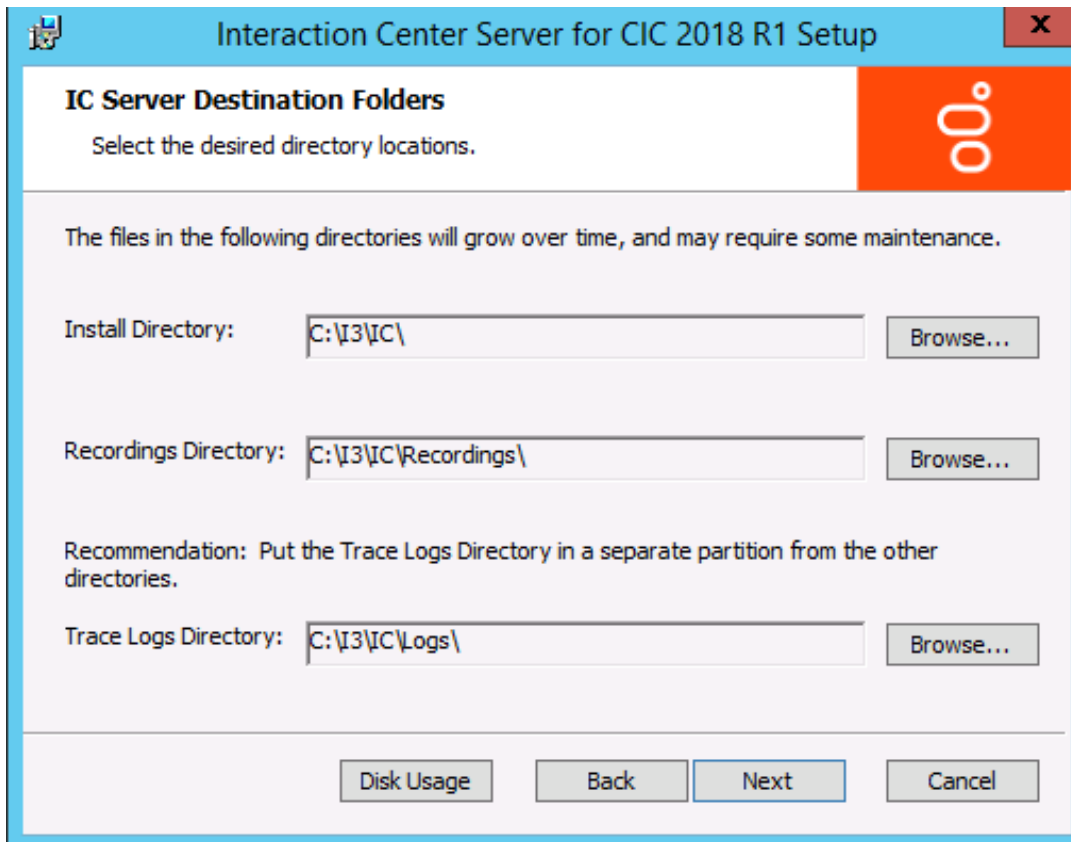 Interaction Center Server for CIC 2018 R1 Setup
x
IC Server Destination Folders
Select the desired directory locations.
The files in the following directories will grow over time, and may require some maintenance.
Install Directory: C:\I3\IC\ Browse...
Recordings Directory: C:\I3\IC\Recordings\ Browse...
Recommendation: Put the Trace Logs Directory in a separate partition from the other
directories.
Trace Logs Directory: C:\I3\IC\Logs\ Browse...
Disk Usage Back Next Cancel